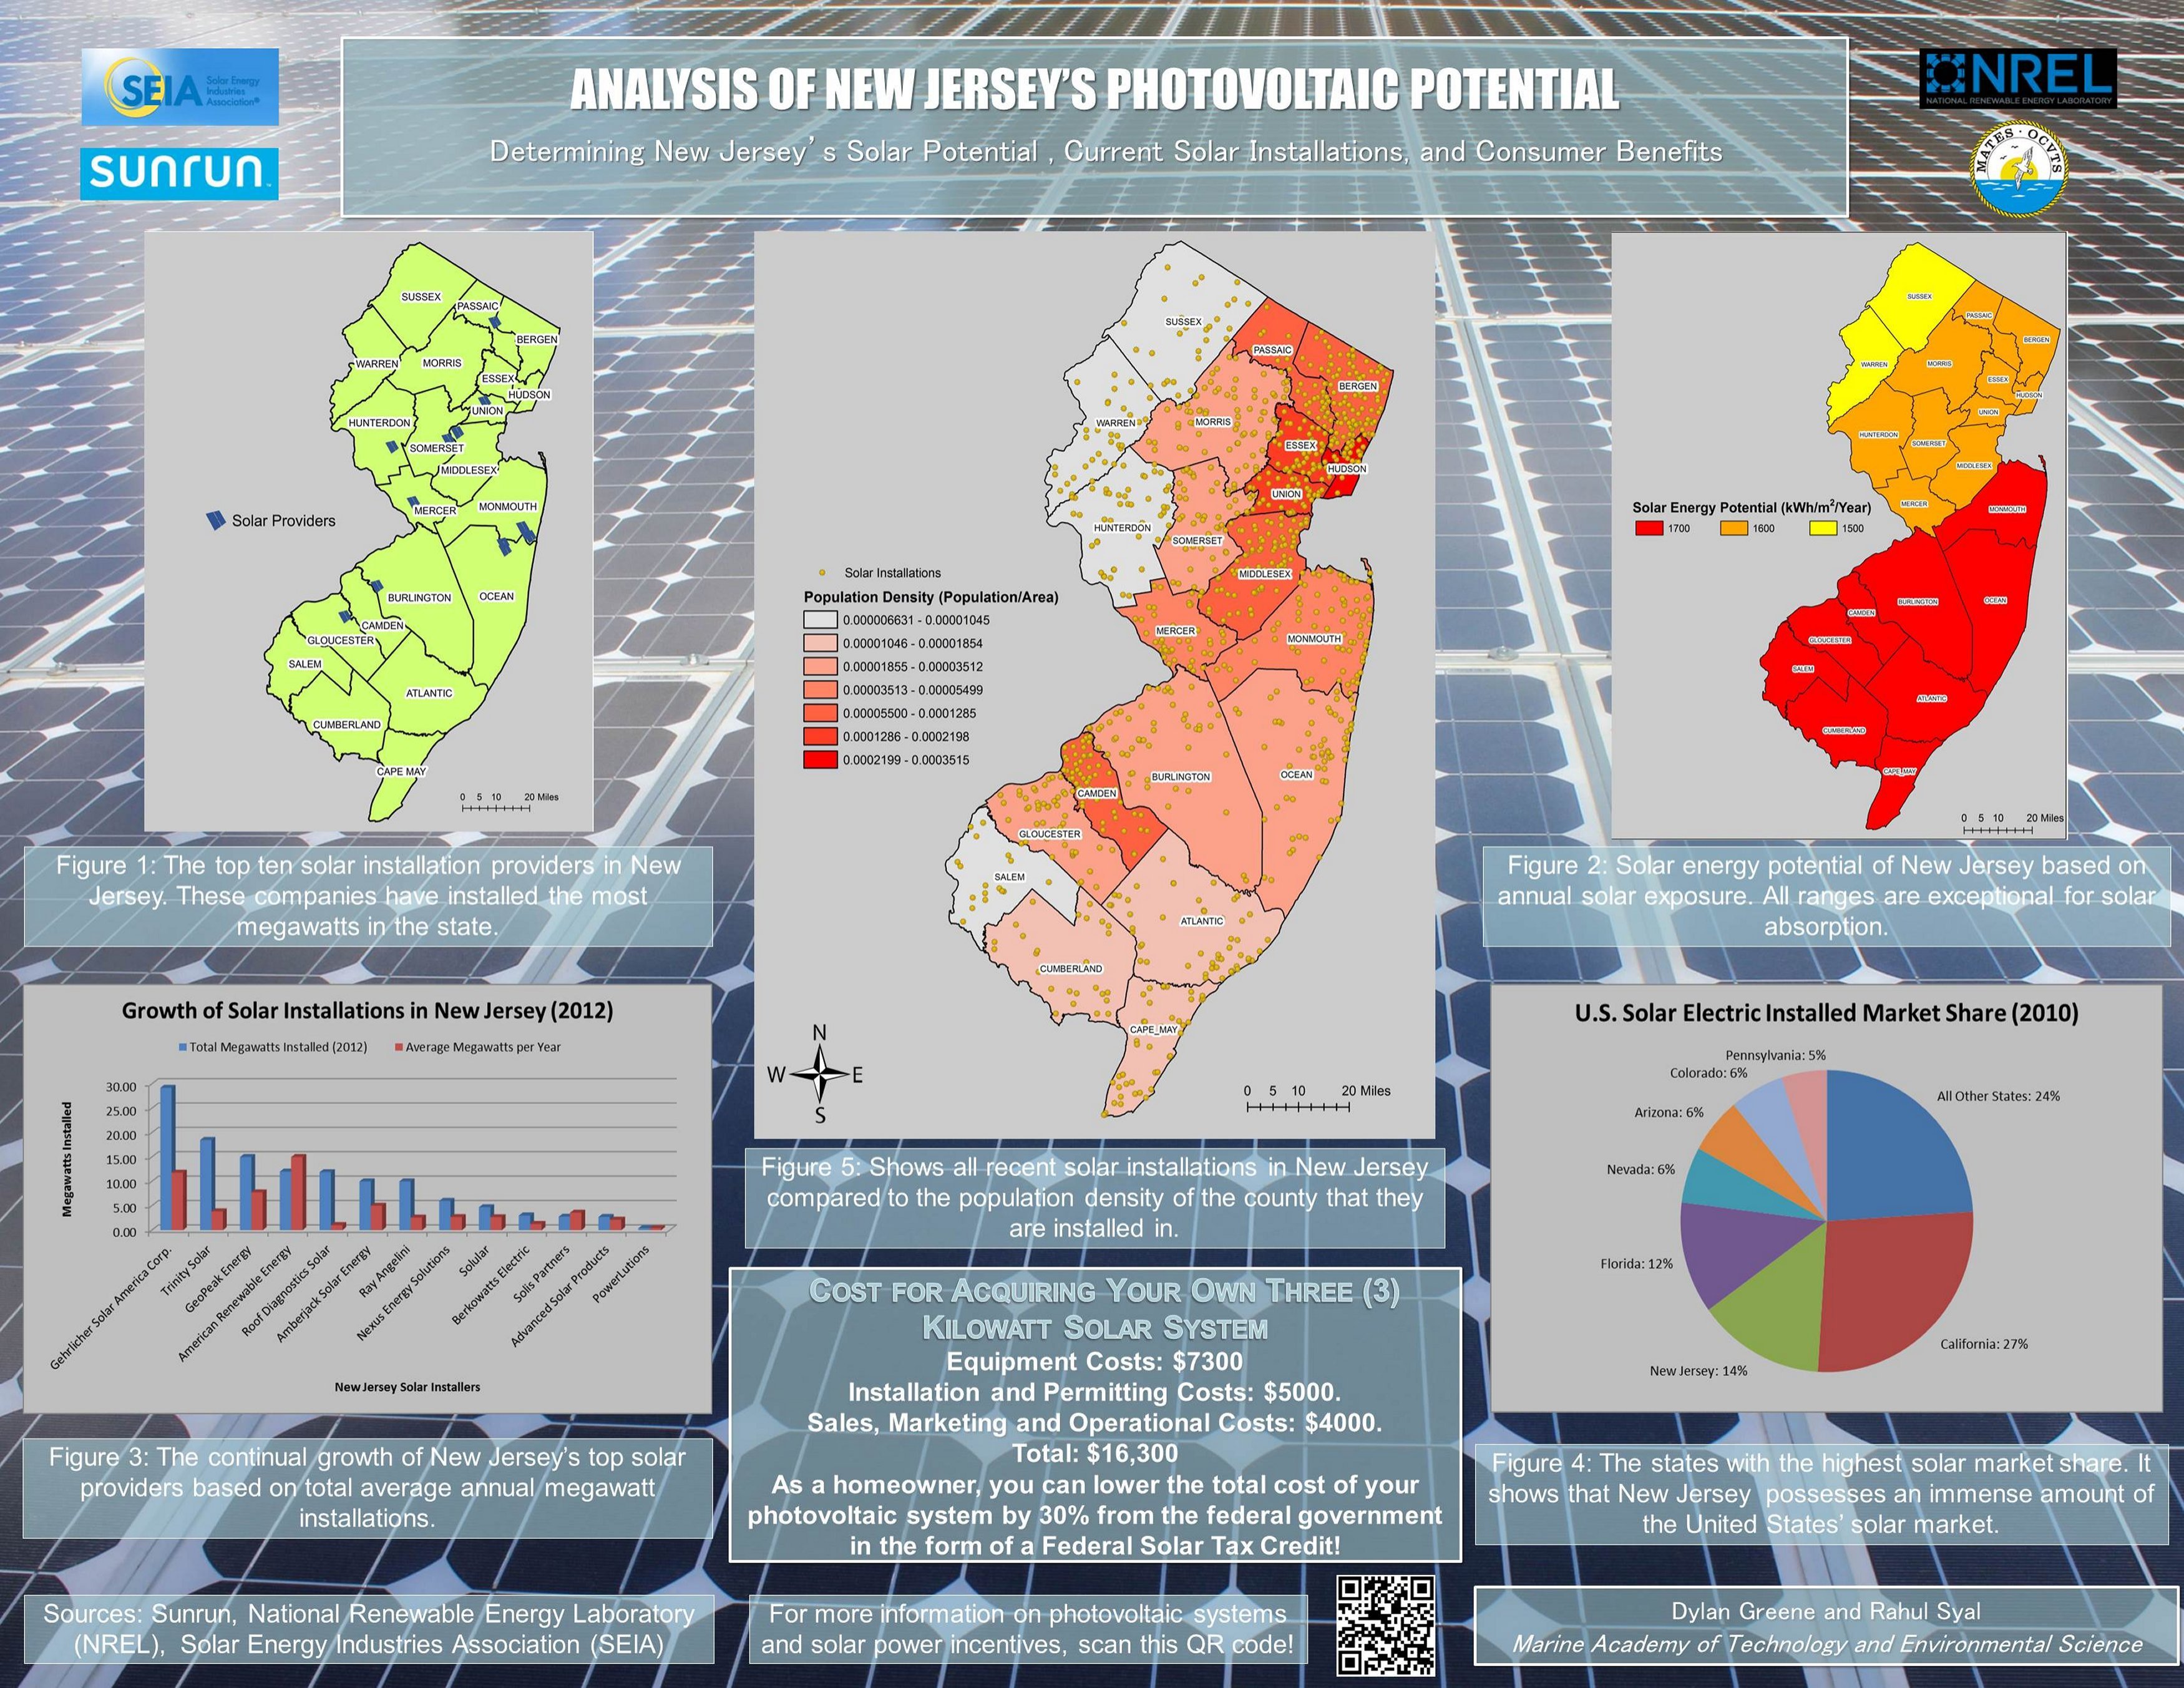 SEIA Solar Energy
Industries
Association®
sunrun
ANALYSIS OF NEW JERSEY'S PHOTOVOLTAIC POTENTIAL
Determining New Jersey's Solar Potential , Current Solar Installations, and Consumer Benefits
NREL
NATIONAL RENEWABLE ENERGY LABORATORY
MATES · OCVTS
SUSSEX
PASSAIC
BERGEN
WARREN
MORRIS
ESSEX
HUDSON
UNION
HUNTERDON
SOMERSET
MIDDLESEX
MERCER
MONMOUTH
Solar Providers
BURLINGTON
OCEAN
CAMDEN
GLOUCESTER
SALEM
ATLANTIC
CUMBERLAND
CAPE MAY
0 5 10 20 Miles
Figure 1: The top ten solar installation providers in New
Jersey. These companies have installed the most
megawatts in the state.
SUSSEX
PASSAIC
BERGEN
WARREN
MORRIS
ESSEX
HUDSON
UNION
HUNTERDON
SOMERSET
MIDDLESEX
MERCER
MONMOUTH
Solar Installations
Population Density (Population/Area)
0.000006631 - 0.00001045
0.00001046 - 0.00001854
0.00001855 - 0.00003512
0.00003513 - 0.00005499
0.00005500 - 0.0001285
0.0001286 - 0.0002198
0.0002199 - 0.0003515
BURLINGTON
OCEAN
CAMDEN
GLOUCESTER
SALEM
ATLANTIC
CUMBERLAND
CAPE_MAY
N
W E
S
0 5 10 20 Miles
Figure 5: Shows all recent solar installations in New Jersey
compared to the population density of the county that they
are installed in.
SUSSEX
PASSAIC
BERGEN
WARREN
MORRIS
ESSEX
HUDSON
UNION
HUNTERDON
SOMERSET
MIDDLESEX
MERCER
MONMOUTH
Solar Energy Potential (kWh/m²/Year)
1700 1600 1500
BURLINGTON
OCEAN
CAMDEN
GLOUCESTER
SALEM
ATLANTIC
CUMBERLAND
CAPE_MAY
0 5 10 20 Miles
Figure 2: Solar energy potential of New Jersey based on
annual solar exposure. All ranges are exceptional for solar
absorption.
Growth of Solar Installations in New Jersey (2012)
Total Megawatts Installed (2012) Average Megawatts per Year
Megawatts Installed
30.00
25.00
20.00
15.00
10.00
5.00
0.00
Gehrlicher Solar America Corp.
Trinity Solar
GeoPeak Energy
American Renewable Energy
Roof Diagnostics Solar
Amberjack Solar Energy
Ray Angelini
Nexus Energy Solutions
Solular
Berkowatts Electric
Solis Partners
Advanced Solar Products
PowerLutions
New Jersey Solar Installers
Figure 3: The continual growth of New Jersey's top solar
providers based on total average annual megawatt
installations.
COST FOR ACQUIRING YOUR OWN THREE (3)
KILOWATT SOLAR SYSTEM
Equipment Costs: $7300
Installation and Permitting Costs: $5000.
Sales, Marketing and Operational Costs: $4000.
Total: $16,300
As a homeowner, you can lower the total cost of your
photovoltaic system by 30% from the federal government
in the form of a Federal Solar Tax Credit!
U.S. Solar Electric Installed Market Share (2010)
Pennsylvania: 5%
Colorado: 6%
All Other States: 24%
Arizona: 6%
Nevada: 6%
Florida: 12%
California: 27%
New Jersey: 14%
Figure 4: The states with the highest solar market share. It
shows that New Jersey possesses an immense amount of
the United States' solar market.
Sources: Sunrun, National Renewable Energy Laboratory
(NREL), Solar Energy Industries Association (SEIA)
For more information on photovoltaic systems
and solar power incentives, scan this QR code!
Dylan Greene and Rahul Syal
Marine Academy of Technology and Environmental Science